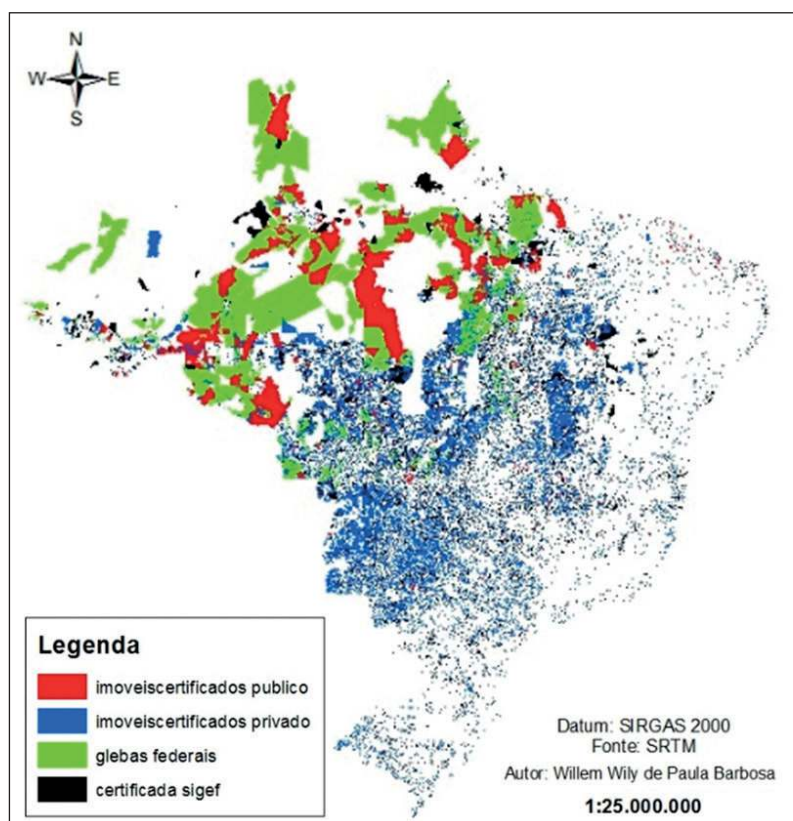 N
W E
S
Legenda
imoveiscertificados publico
imoveiscertificados privado
glebas federais
certificada sigef
Datum: SIRGAS 2000
Fonte: SRTM
Autor: Willem Wily de Paula Barbosa
1:25.000.000